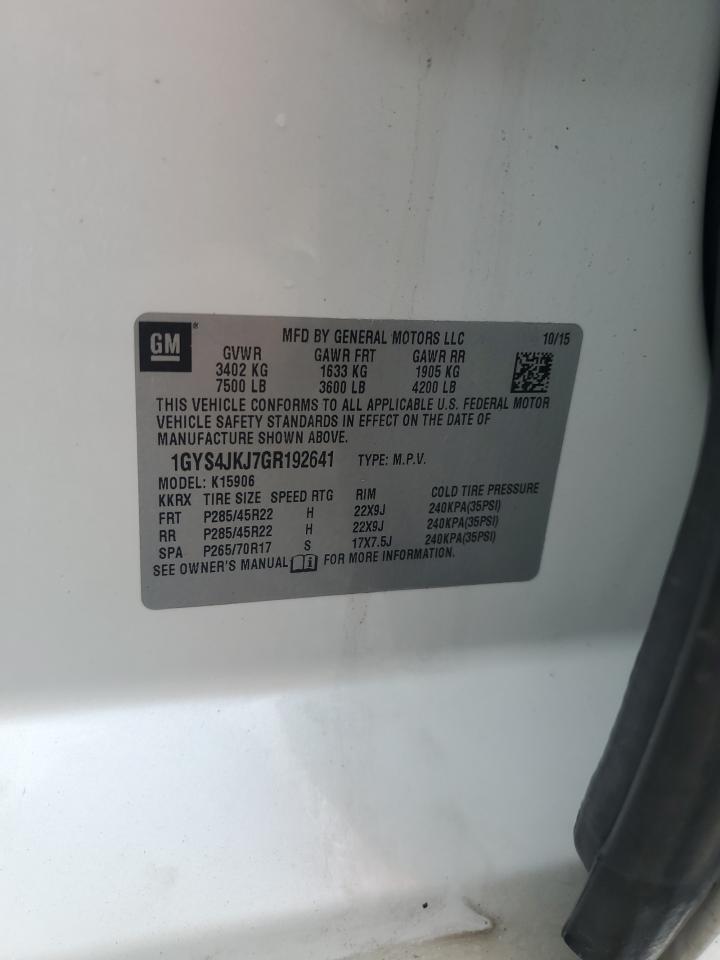 GM®
MFD BY GENERAL MOTORS LLC 10/15
GVWR GAWR FRT GAWR RR
3402 KG 1633 KG 1905 KG
7500 LB 3600 LB 4200 LB
THIS VEHICLE CONFORMS TO ALL APPLICABLE U.S. FEDERAL MOTOR
VEHICLE SAFETY STANDARDS IN EFFECT ON THE DATE OF
MANUFACTURE SHOWN ABOVE.
1GYS4JKJ7GR192641 TYPE: M.P.V.
MODEL: K15906
KKRX TIRE SIZE SPEED RTG RIM COLD TIRE PRESSURE
FRT P285/45R22 H 22X9J 240KPA(35PSI)
RR P285/45R22 H 22X9J 240KPA(35PSI)
SPA P265/70R17 S 17X7.5J 240KPA(35PSI)
SEE OWNER'S MANUAL i FOR MORE INFORMATION.